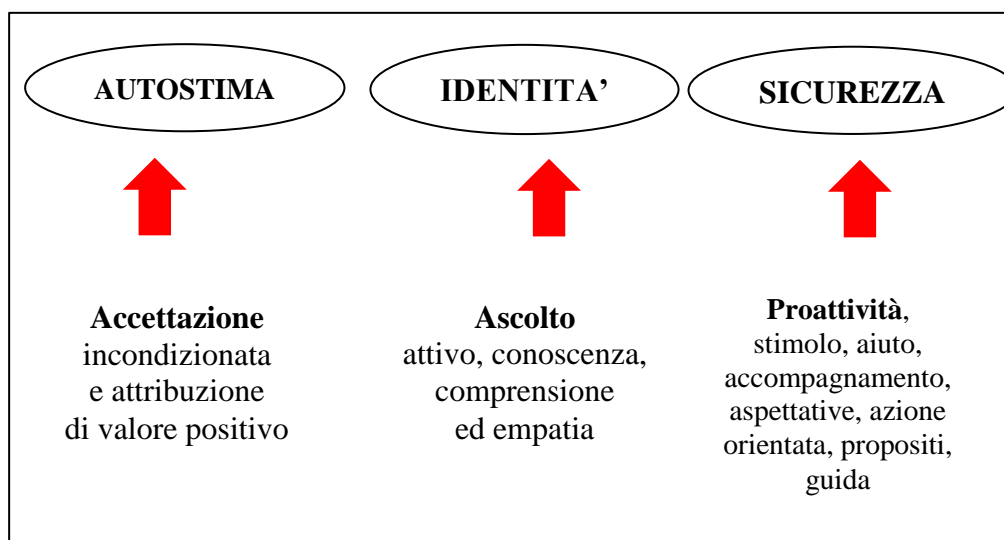 AUTOSTIMA
IDENTITA’
SICUREZZA
Accettazione
incondizionata
e attribuzione
di valore positivo
Ascolto
attivo, conoscenza,
comprensione
ed empatia
Proattività,
stimolo, aiuto,
accompagnamento,
aspettative, azione
orientata, propositi,
guida